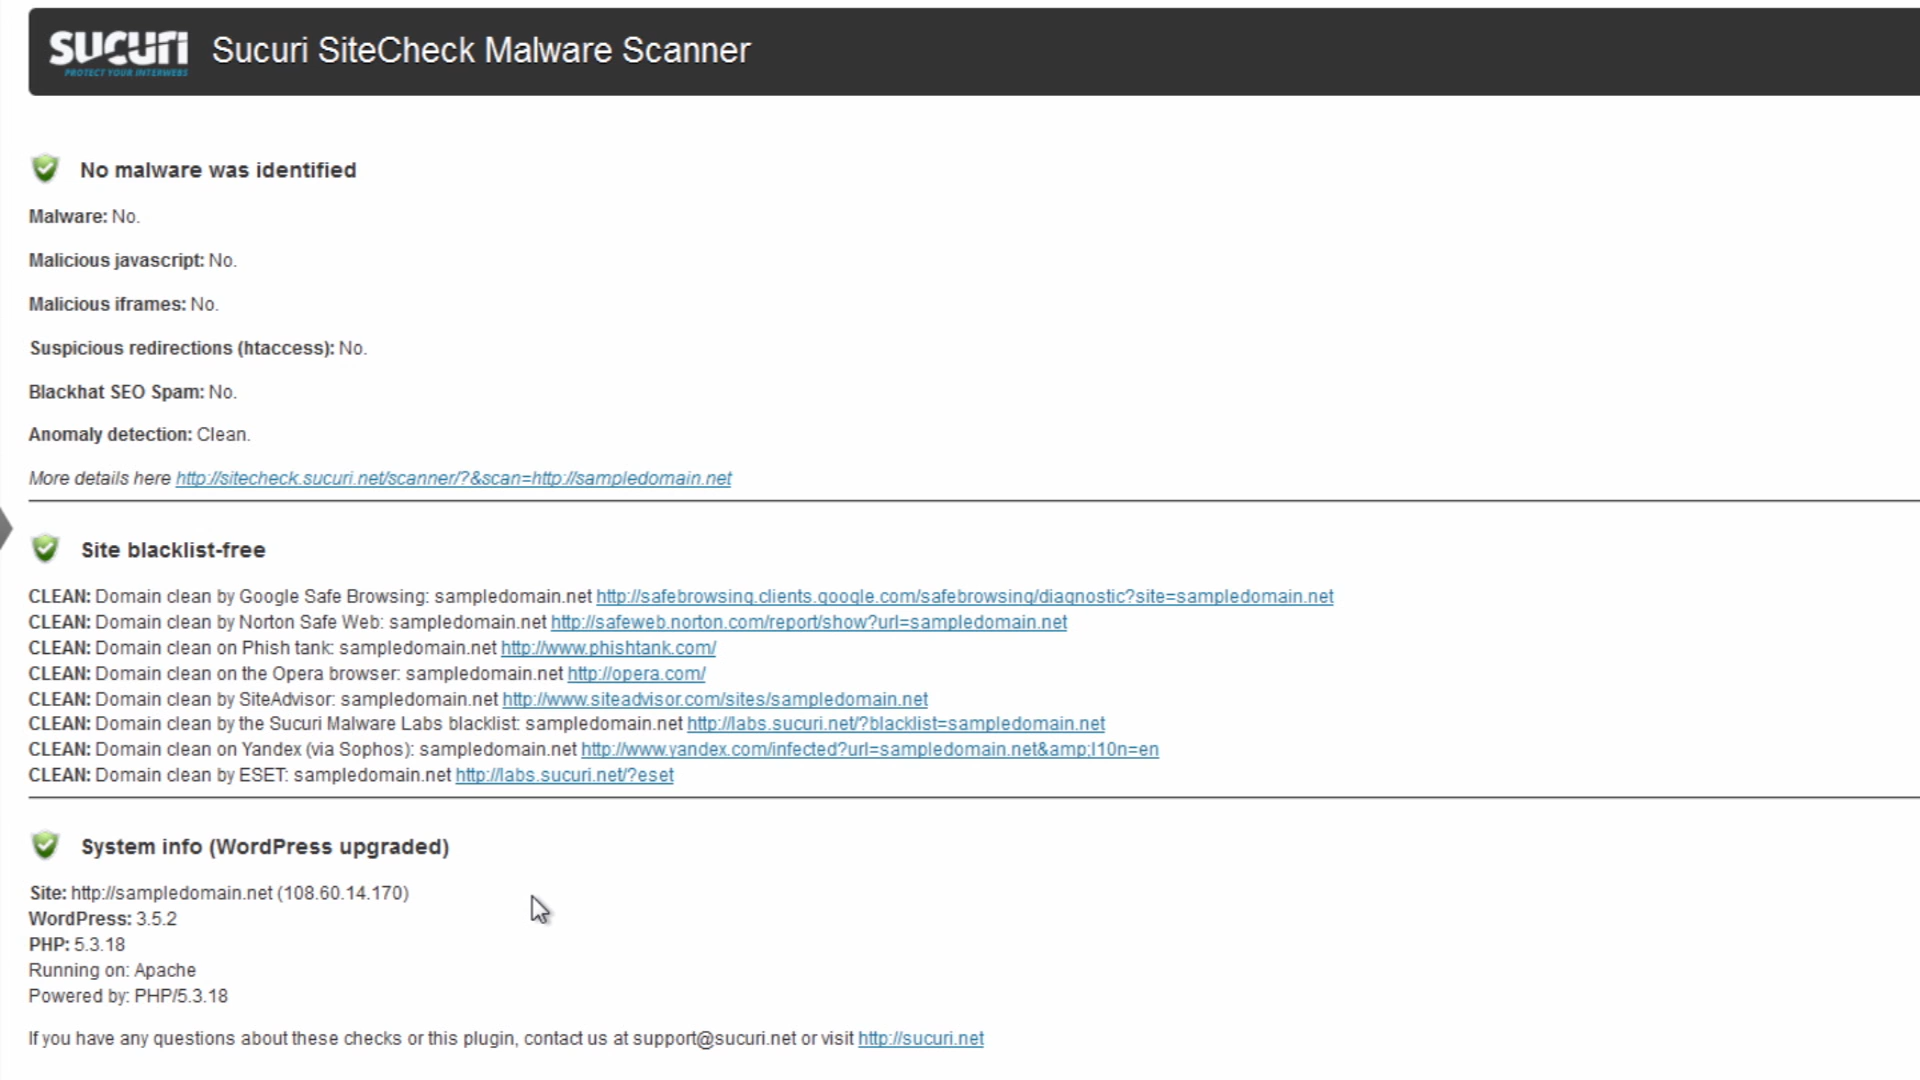 SUCURI Sucuri SiteCheck Malware Scanner
PROTECT YOUR INTERWEBS
No malware was identified
Malware: No.
Malicious javascript: No.
Malicious iframes: No.
Suspicious redirections (htaccess): No.
Blackhat SEO Spam: No.
Anomaly detection: Clean.
More details here http://sitecheck.sucuri.net/scanner/?&scan=http://sampledomain.net
Site blacklist-free
CLEAN: Domain clean by Google Safe Browsing: sampledomain.net http://safebrowsing.clients.google.com/safebrowsing/diagnostic?site=sampledomain.net
CLEAN: Domain clean by Norton Safe Web: sampledomain.net http://safeweb.norton.com/report/show?url=sampledomain.net
CLEAN: Domain clean on Phish tank: sampledomain.net http://www.phishtank.com/
CLEAN: Domain clean on the Opera browser: sampledomain.net http://opera.com/
CLEAN: Domain clean by SiteAdvisor: sampledomain.net http://www.siteadvisor.com/sites/sampledomain.net
CLEAN: Domain clean by the Sucuri Malware Labs blacklist: sampledomain.net http://labs.sucuri.net/?blacklist=sampledomain.net
CLEAN: Domain clean on Yandex (via Sophos): sampledomain.net http://www.yandex.com/infected?url=sampledomain.net&amp;l10n=en
CLEAN: Domain clean by ESET: sampledomain.net http://labs.sucuri.net/?eset
System info (WordPress upgraded)
Site: http://sampledomain.net (108.60.14.170)
WordPress: 3.5.2
PHP: 5.3.18
Running on: Apache
Powered by: PHP/5.3.18
If you have any questions about these checks or this plugin, contact us at support@sucuri.net or visit http://sucuri.net